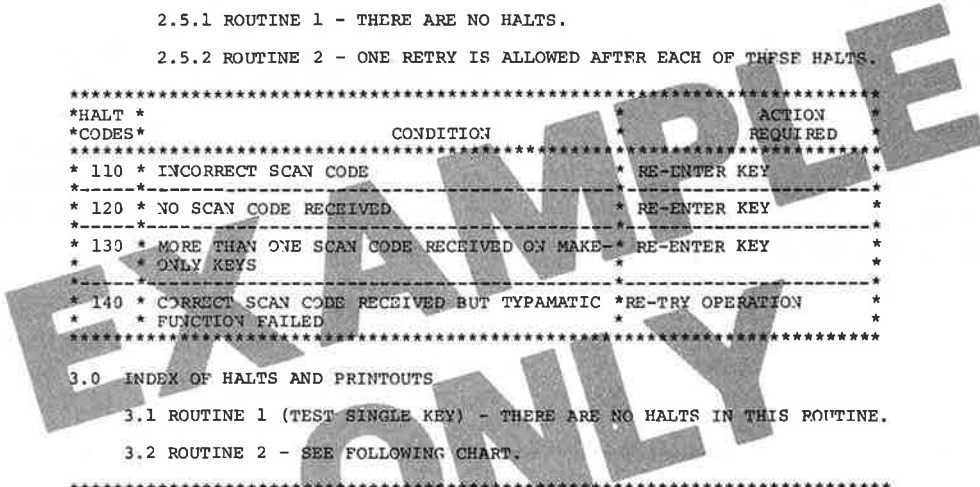 2.5.1 ROUTINE 1 - THERE ARE NO HALTS.
2.5.2 ROUTINE 2 - ONE RETRY IS ALLOWED AFTER EACH OF THESE HALTS.
*******************************************************************************
*HALT * * ACTION *
*CODES* CONDITION * REQUIRED *
*******************************************************************************
* 110 * INCORRECT SCAN CODE * RE-ENTER KEY *
*-----*-----------------------------------------------------------------------*
* 120 * NO SCAN CODE RECEIVED * RE-ENTER KEY *
*-----*-----------------------------------------------------------------------*
* 130 * MORE THAN ONE SCAN CODE RECEIVED ON MAKE-* RE-ENTER KEY *
* * ONLY KEYS * *
*-----*-----------------------------------------------------------------------*
* 140 * CORRECT SCAN CODE RECEIVED BUT TYPAMATIC *RE-TRY OPERATION *
* * FUNCTION FAILED * *
*******************************************************************************
3.0 INDEX OF HALTS AND PRINTOUTS
3.1 ROUTINE 1 (TEST SINGLE KEY) - THERE ARE NO HALTS IN THIS ROUTINE.
3.2 ROUTINE 2 - SEE FOLLOWING CHART.
*******************************************************************************
EXAMPLE
ONLY